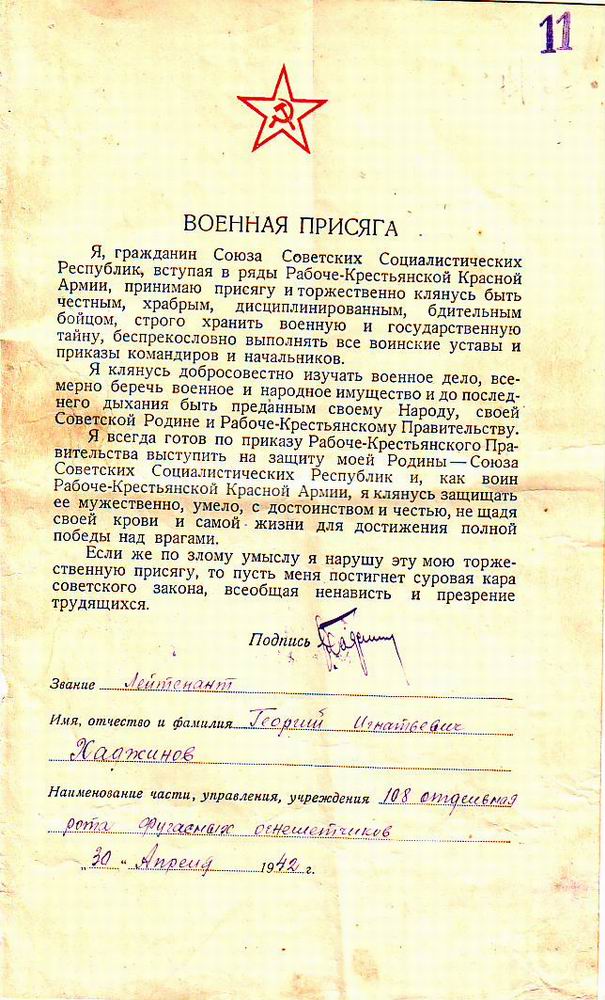 11
ВОЕННАЯ ПРИСЯГА
Я, гражданин Союза Советских Социалистических
Республик, вступая в ряды Рабоче-Крестьянской Красной
Армии, принимаю присягу и торжественно клянусь быть
честным, храбрым, дисциплинированным, бдительным
бойцом, строго хранить военную и государственную
тайну, беспрекословно выполнять все воинские уставы и
приказы командиров и начальников.
Я клянусь добросовестно изучать военное дело, все-
мерно беречь военное и народное имущество и до послед-
него дыхания быть преданным своему Народу, своей
Советской Родине и Рабоче-Крестьянскому Правительству.
Я всегда готов по приказу Рабоче-Крестьянского Пра-
вительства выступить на защиту моей Родины — Союза
Советских Социалистических Республик и, как воин
Рабоче-Крестьянской Красной Армии, я клянусь защищать
ее мужественно, умело, с достоинством и честью, не щадя
своей крови и самой жизни для достижения полной
победы над врагами.
Если же по злому умыслу я нарушу эту мою торже-
ственную присягу, то пусть меня постигнет суровая кара
советского закона, всеобщая ненависть и презрение
трудящихся.
Подпись
Звание Лейтенант
Имя, отчество и фамилия Георгий Игнатьевич
Хаджинов
Наименование части, управления, учреждения 108 отдельная
рота фугасных огнеметчиков
„30“ Апреля 1942 г.